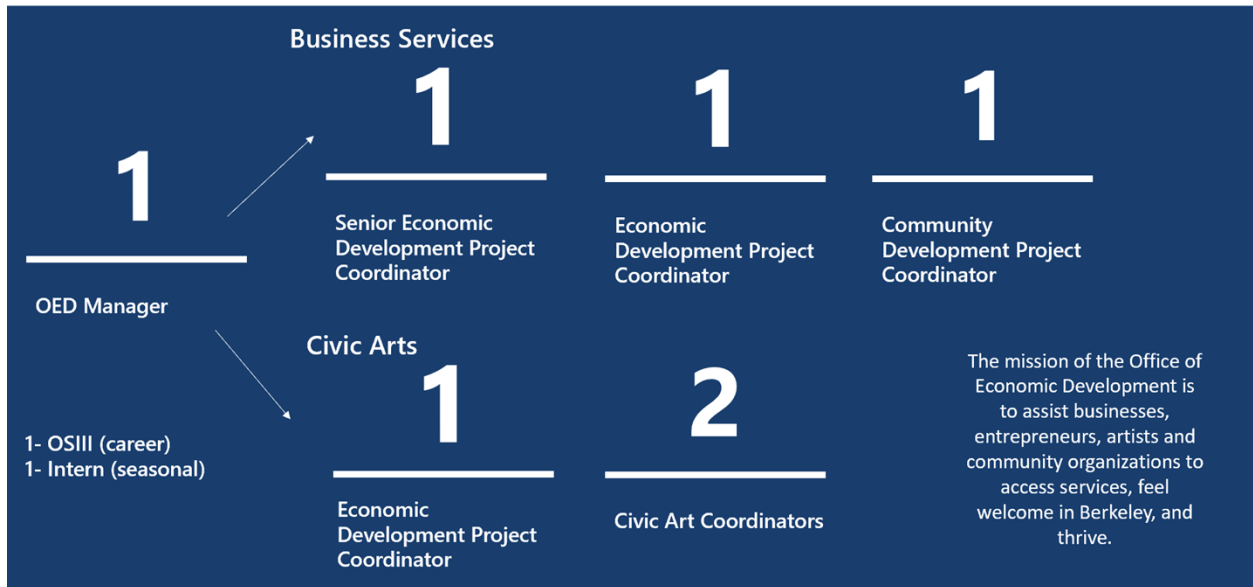 Business Services
1
OED Manager
1- OSIII (career)
1- Intern (seasonal)
1
Senior Economic
Development Project
Coordinator
1
Economic
Development Project
Coordinator
1
Community
Development Project
Coordinator
Civic Arts
1
Economic
Development Project
Coordinator
2
Civic Art Coordinators
The mission of the Office of
Economic Development is
to assist businesses,
entrepreneurs, artists and
community organizations to
access services, feel
welcome in Berkeley, and
thrive.